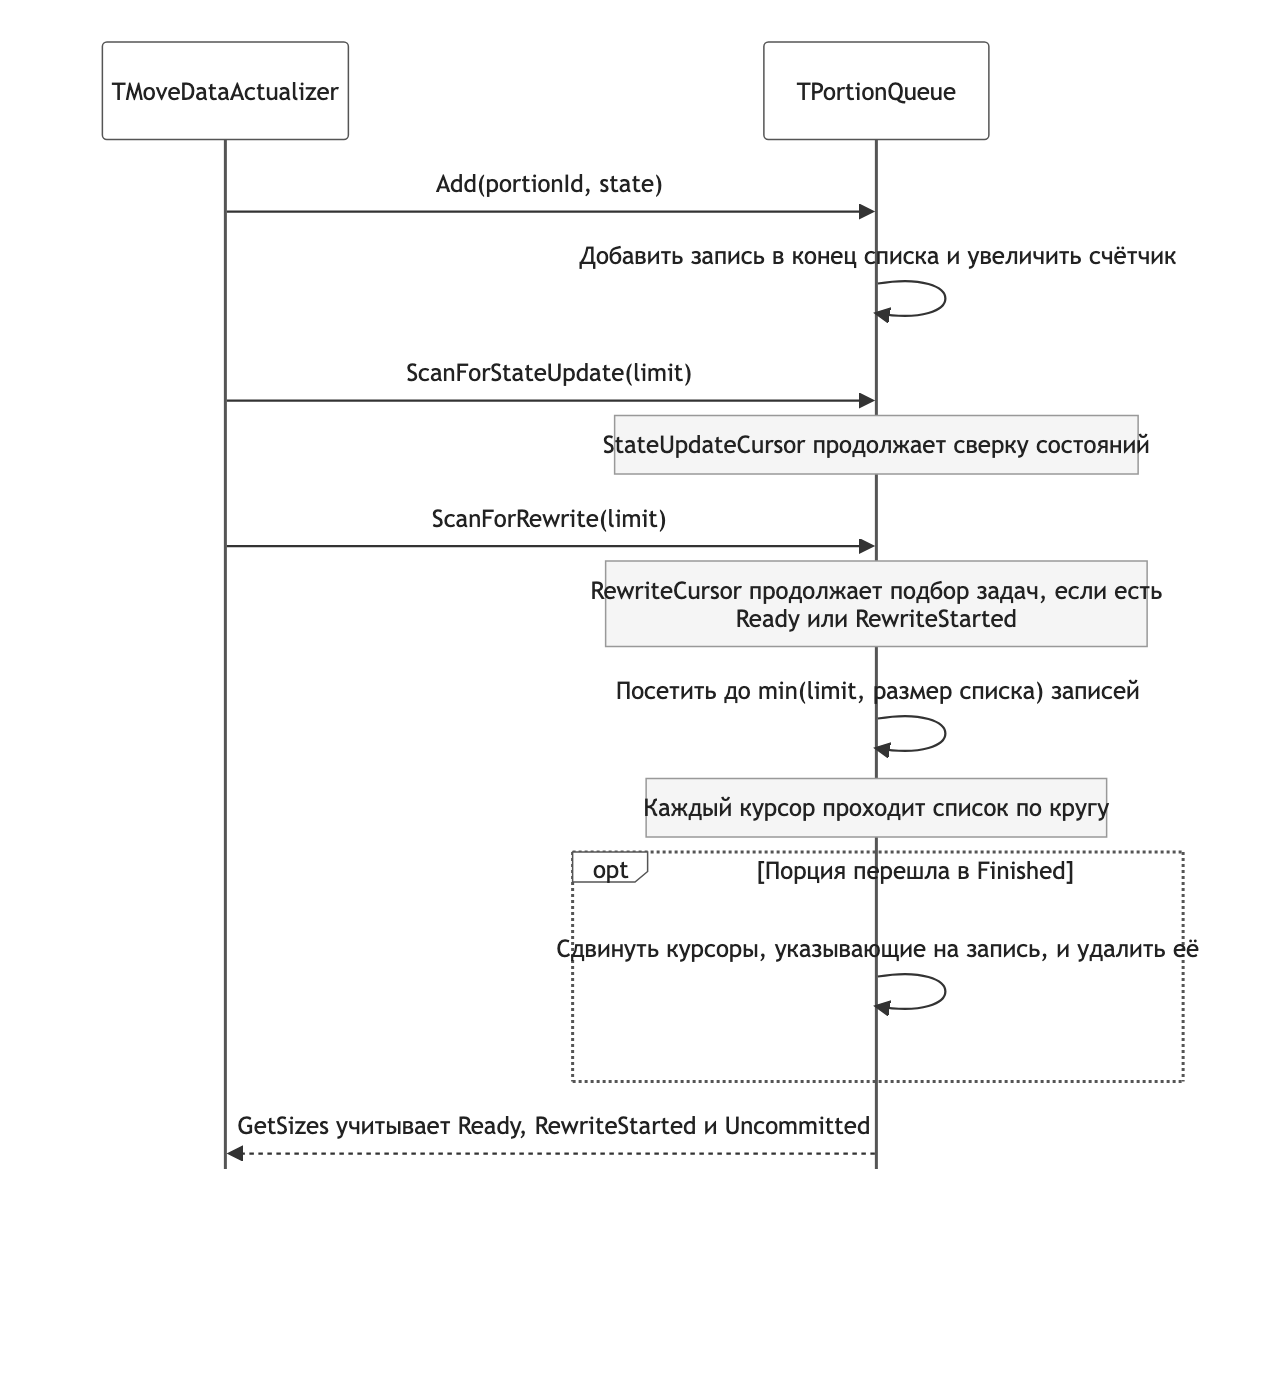 TMoveDataActualizer
TPortionQueue
Add(portionId, state)
Добавить запись в конец списка и увеличить счётчик
ScanForStateUpdate(limit)
StateUpdateCursor продолжает сверку состояний
ScanForRewrite(limit)
RewriteCursor продолжает подбор задач, если есть
Ready или RewriteStarted
Посетить до min(limit, размер списка) записей
Каждый курсор проходит список по кругу
opt
[Порция перешла в Finished]
Сдвинуть курсоры, указывающие на запись, и удалить её
GetSizes учитывает Ready, RewriteStarted и Uncommitted